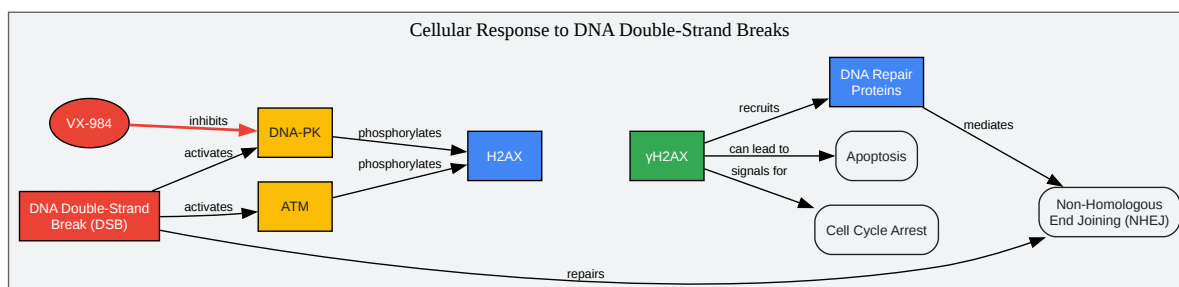 Cellular Response to DNA Double-Strand Breaks
VX-984
inhibits
DNA-PK
activates
DNA Double-Strand
Break (DSB)
activates
ATM
phosphorylates
phosphorylates
H2AX
γH2AX
recruits
can lead to
signals for
DNA Repair
Proteins
Apoptosis
Cell Cycle Arrest
mediates
Non-Homologous
End Joining (NHEJ)
repairs